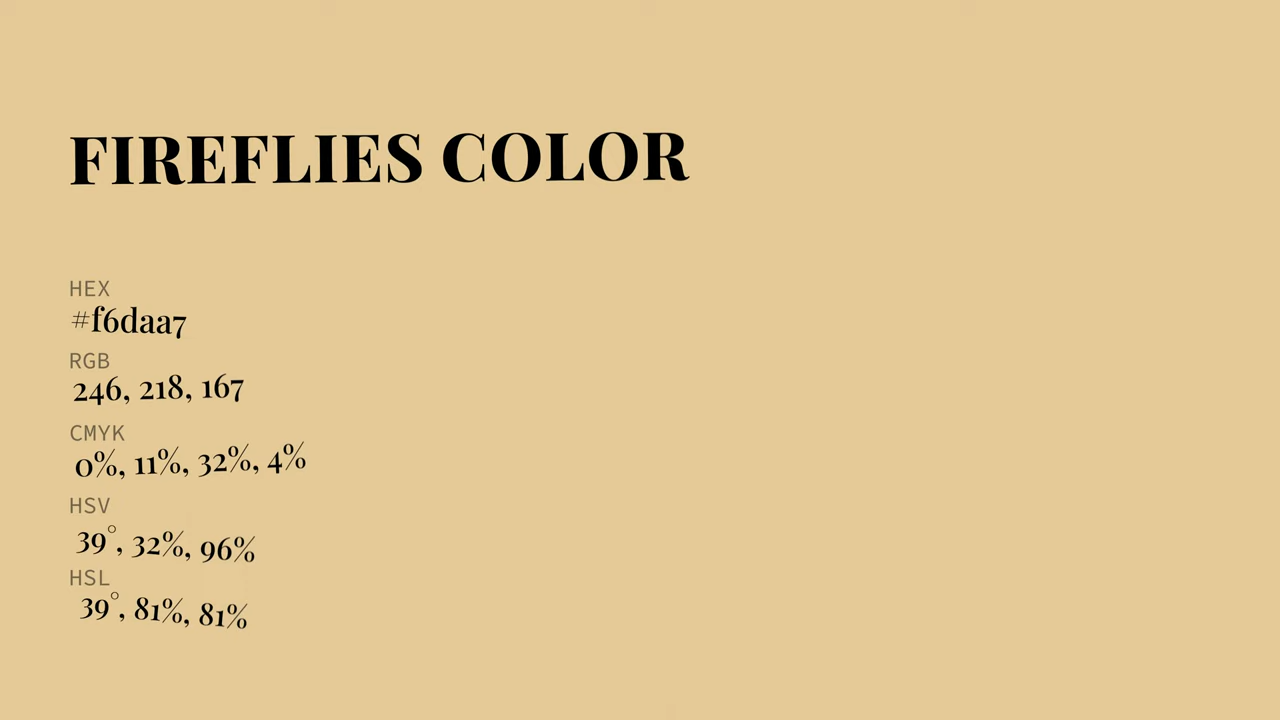 FIREFLIES COLOR
HEX
#f6daa7
RGB
246, 218, 167
CMYK
0%, 11%, 32%, 4%
HSV
39°, 32%, 96%
HSL
39°, 81%, 81%